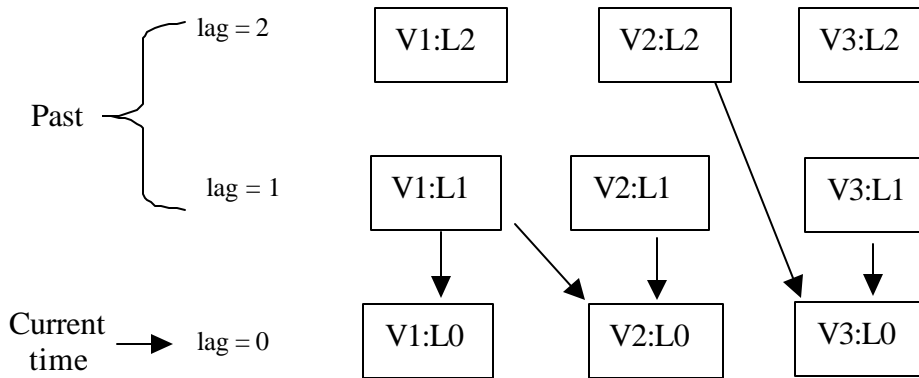 lag = 2 V1:L2 V2:L2 V3:L2
Past
lag = 1 V1:L1 V2:L1 V3:L1
Current
time lag = 0 V1:L0 V2:L0 V3:L0